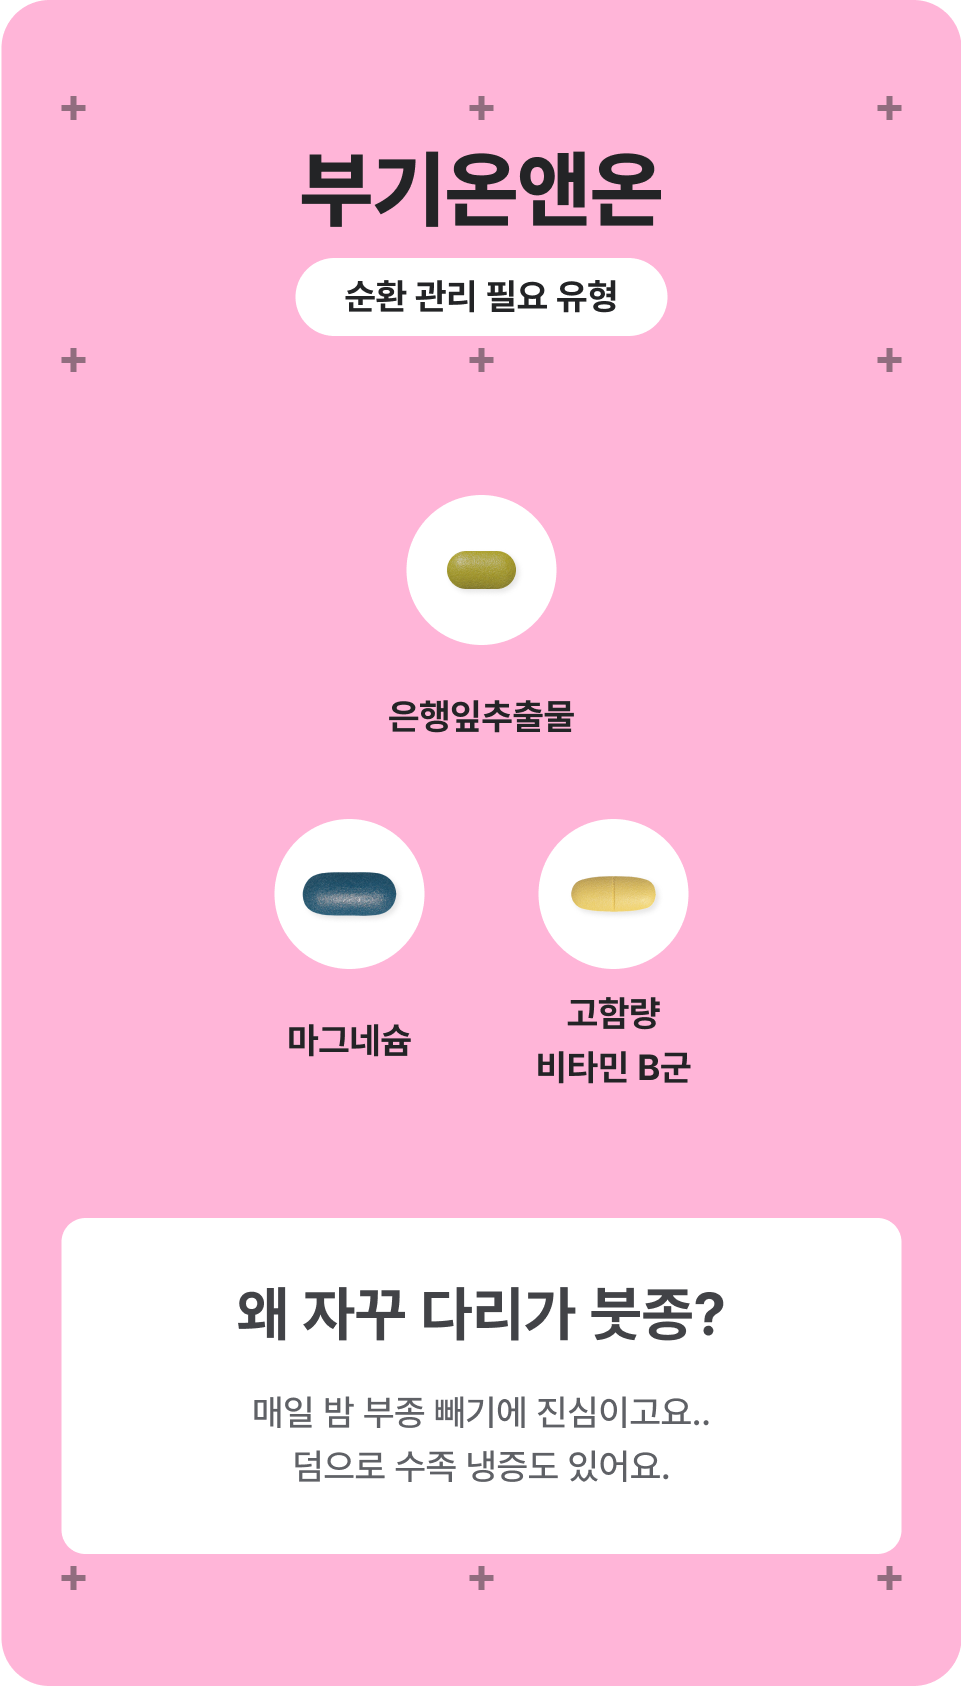 부기온앤온
순환 관리 필요 유형
은행잎추출물
마그네슘
고함량
비타민 B군
왜 자꾸 다리가 붓종?
매일 밤 부종 빼기에 진심이고요..
덤으로 수족 냉증도 있어요.